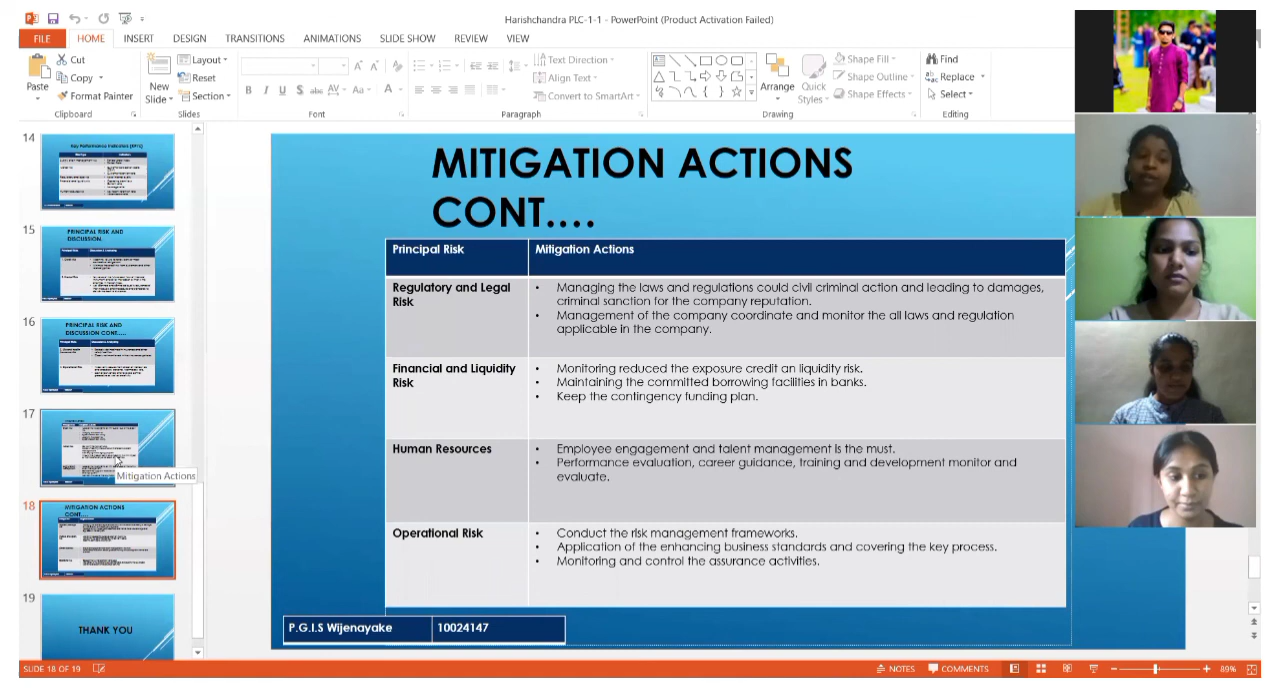 Harishchandra PLC-1-1 - PowerPoint (Product Activation Failed)
FILE HOME INSERT DESIGN TRANSITIONS ANIMATIONS SLIDE SHOW REVIEW VIEW
Paste
Cut
Copy
Format Painter
Clipboard
New
Slide
Layout
Reset
Section
Slides
Font
Text Direction
Align Text
Convert to SmartArt
Paragraph
Arrange
Quick
Styles
Shape Fill
Shape Outline
Shape Effects
Drawing
Find
Replace
Select
Editing
14
Key Performance Indicators (KPI's)
15
PRINCIPAL RISK AND
DISCUSSION
16
PRINCIPAL RISK AND
DISCUSSION CONT.....
17
Mitigation Actions
18
MITIGATION ACTIONS
CONT....
19
THANK YOU
MITIGATION ACTIONS
CONT....
Principal Risk Mitigation Actions
Regulatory and Legal
Risk
• Managing the laws and regulations could civil criminal action and leading to damages,
criminal sanction for the company reputation.
• Management of the company coordinate and monitor the all laws and regulation
applicable in the company.
Financial and Liquidity
Risk
• Monitoring reduced the exposure credit an liquidity risk.
• Maintaining the committed borrowing facilities in banks.
• Keep the contingency funding plan.
Human Resources
• Employee engagement and talent management is the must.
• Performance evaluation, career guidance, training and development monitor and
evaluate.
Operational Risk
• Conduct the risk management frameworks.
• Application of the enhancing business standards and covering the key process.
• Monitoring and control the assurance activities.
P.G.I.S Wijenayake 10024147
SLIDE 18 OF 19
NOTES COMMENTS 89%